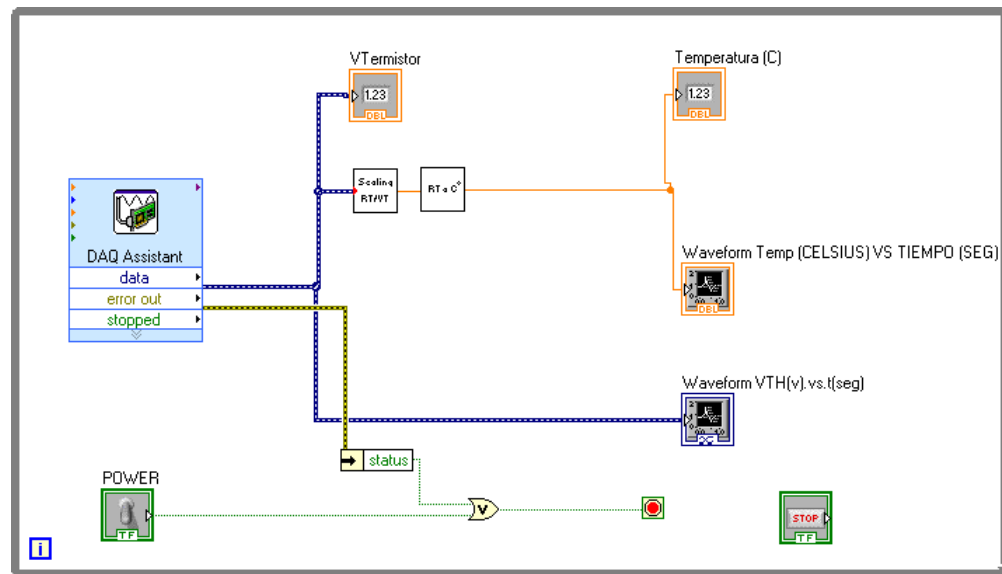 VTermistor
1.23
DBL
Temperatura (C)
1.23
DBL
Scaling
RT/VT
RT a C°
DAQ Assistant
data
error out
stopped
Waveform Temp (CELSIUS) VS TIEMPO (SEG)
DBL
Waveform VTH(v).vs.t(seg)
status
POWER
TF
V
STOP
TF
i